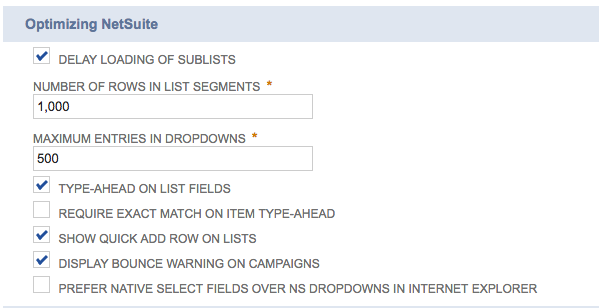 Optimizing NetSuite
DELAY LOADING OF SUBLISTS
NUMBER OF ROWS IN LIST SEGMENTS *
1,000
MAXIMUM ENTRIES IN DROPDOWNS *
500
TYPE-AHEAD ON LIST FIELDS
REQUIRE EXACT MATCH ON ITEM TYPE-AHEAD
SHOW QUICK ADD ROW ON LISTS
DISPLAY BOUNCE WARNING ON CAMPAIGNS
PREFER NATIVE SELECT FIELDS OVER NS DROPDOWNS IN INTERNET EXPLORER